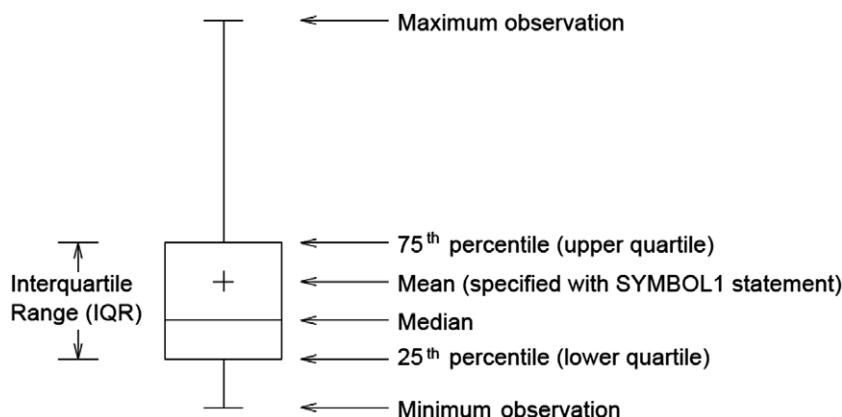 Maximum observation
75th percentile (upper quartile)
Interquartile
Range (IQR)
Mean (specified with SYMBOL1 statement)
Median
25th percentile (lower quartile)
Minimum observation